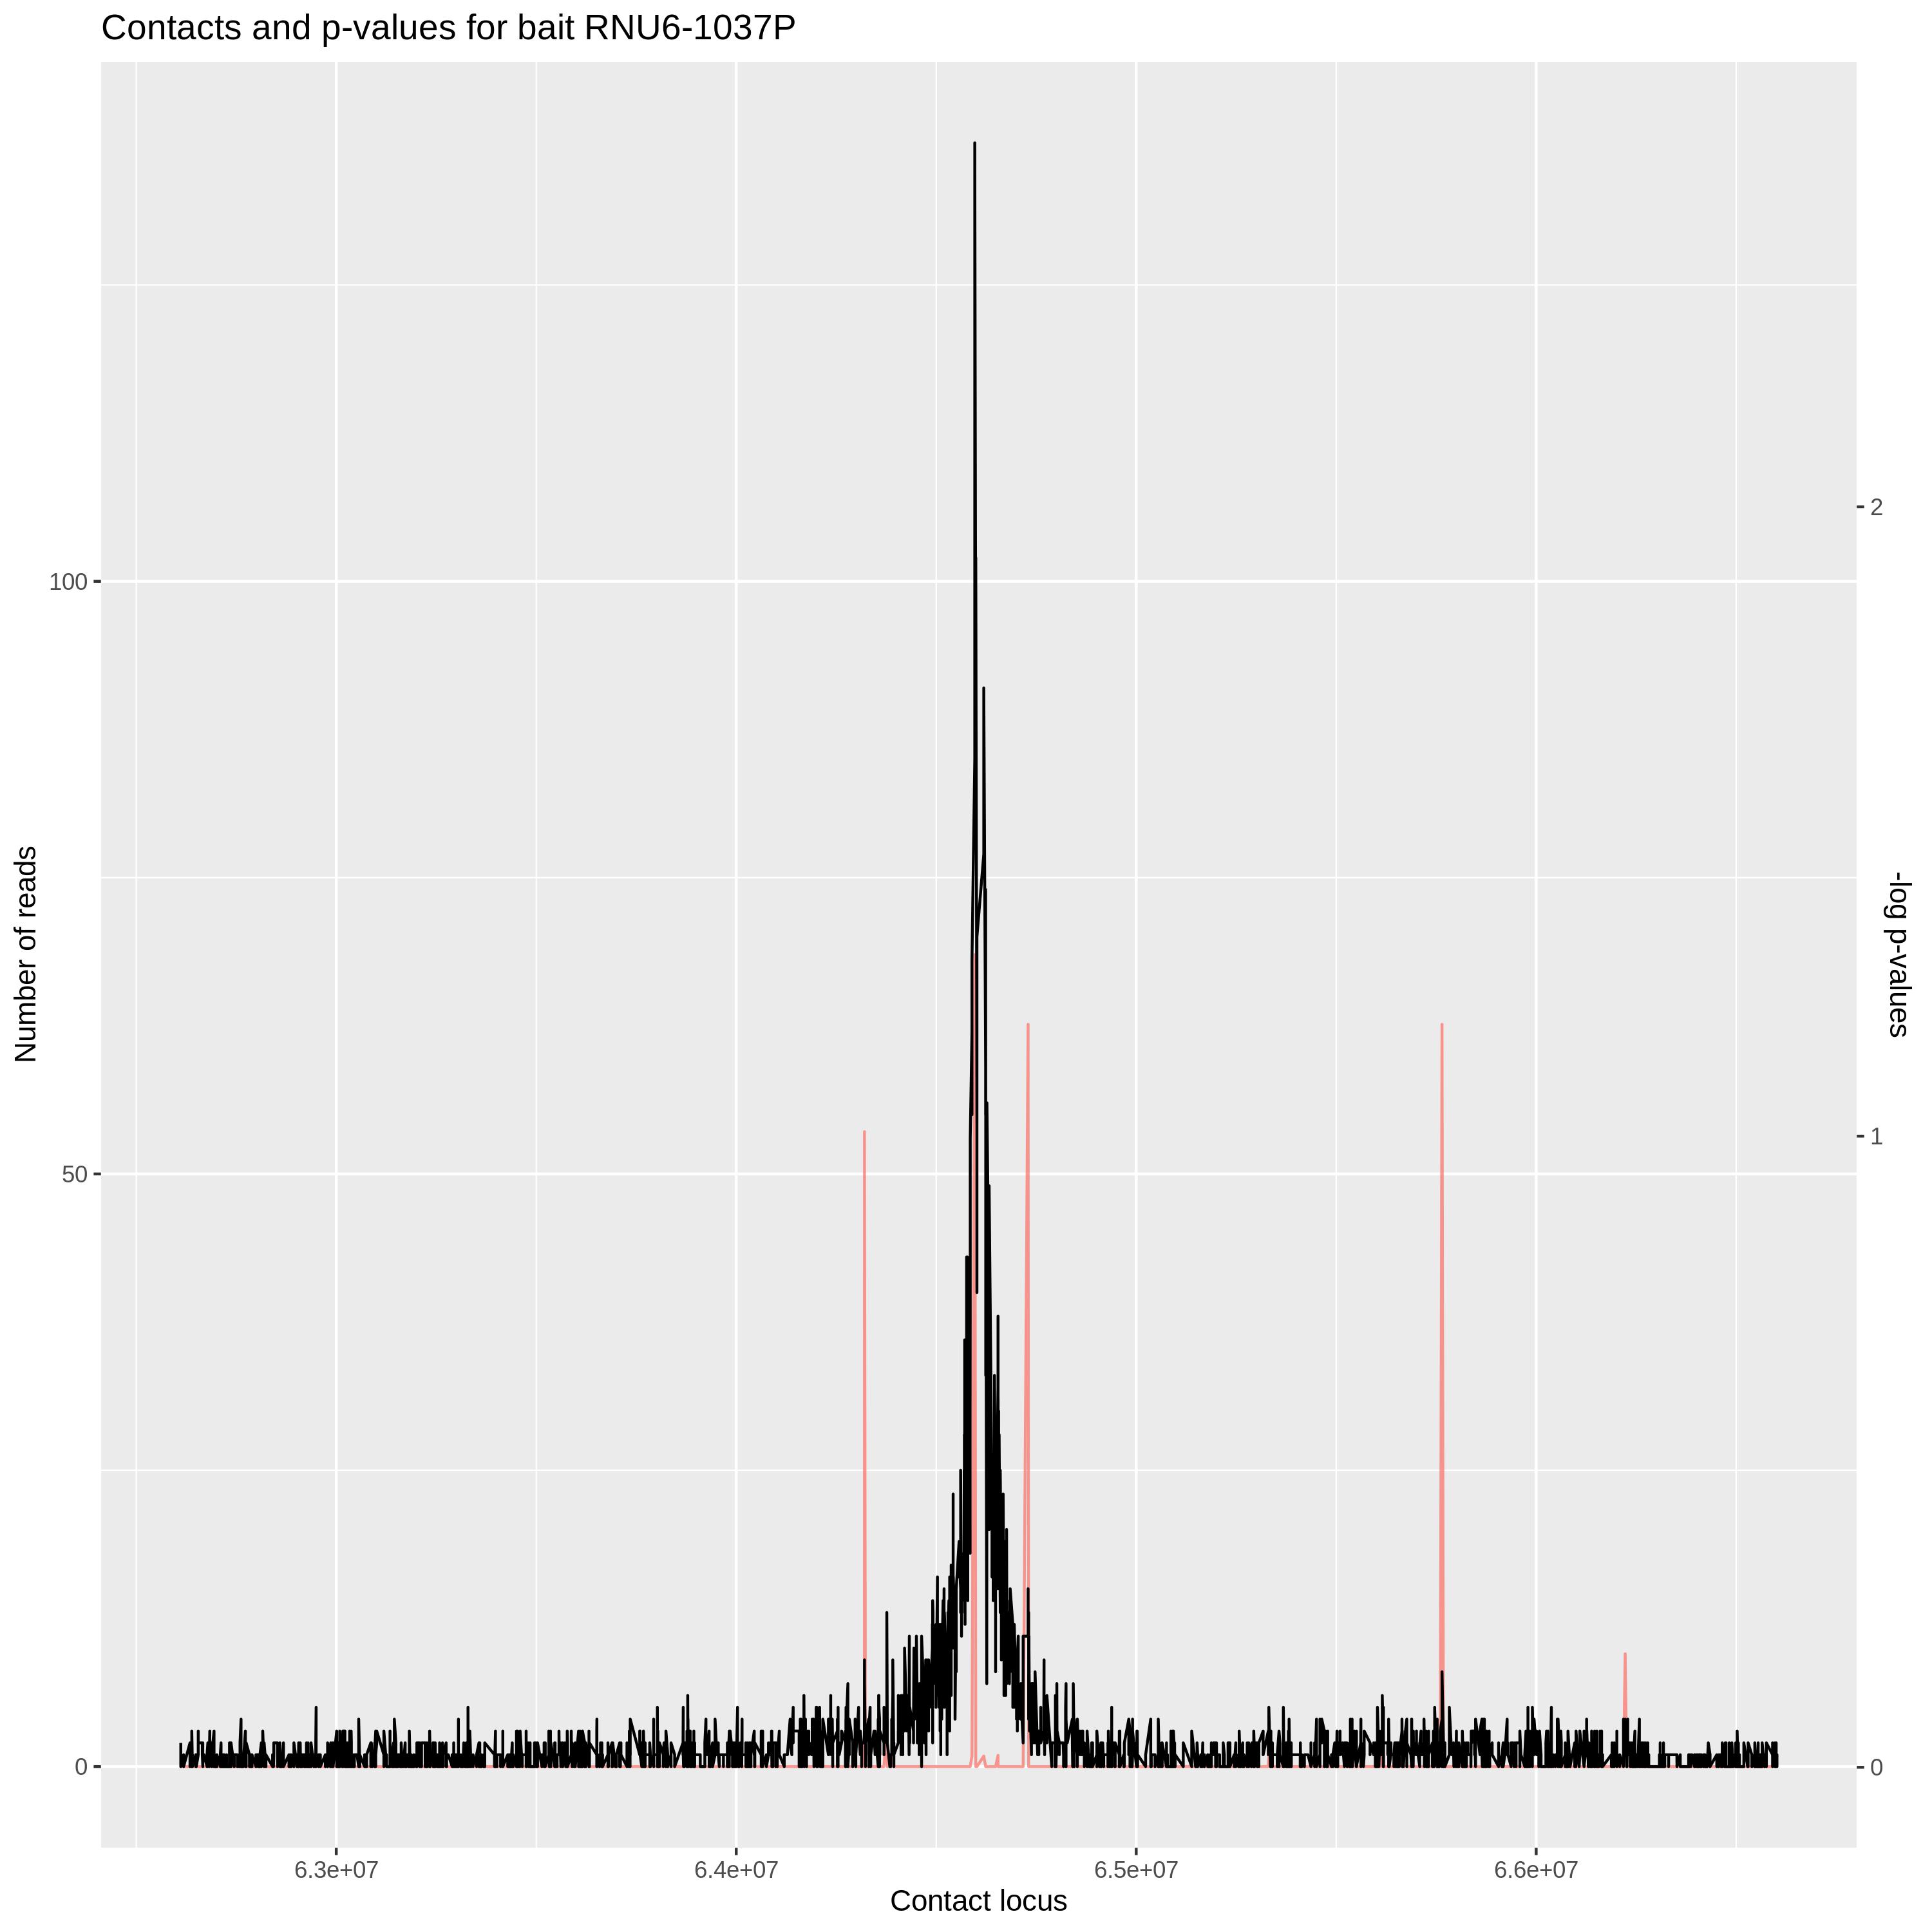 Contacts and p-values for bait RNU6-1037P
Number of reads
100
50
0
2
1
0
-log p-values
6.3e+07
6.4e+07
6.5e+07
6.6e+07
Contact locus